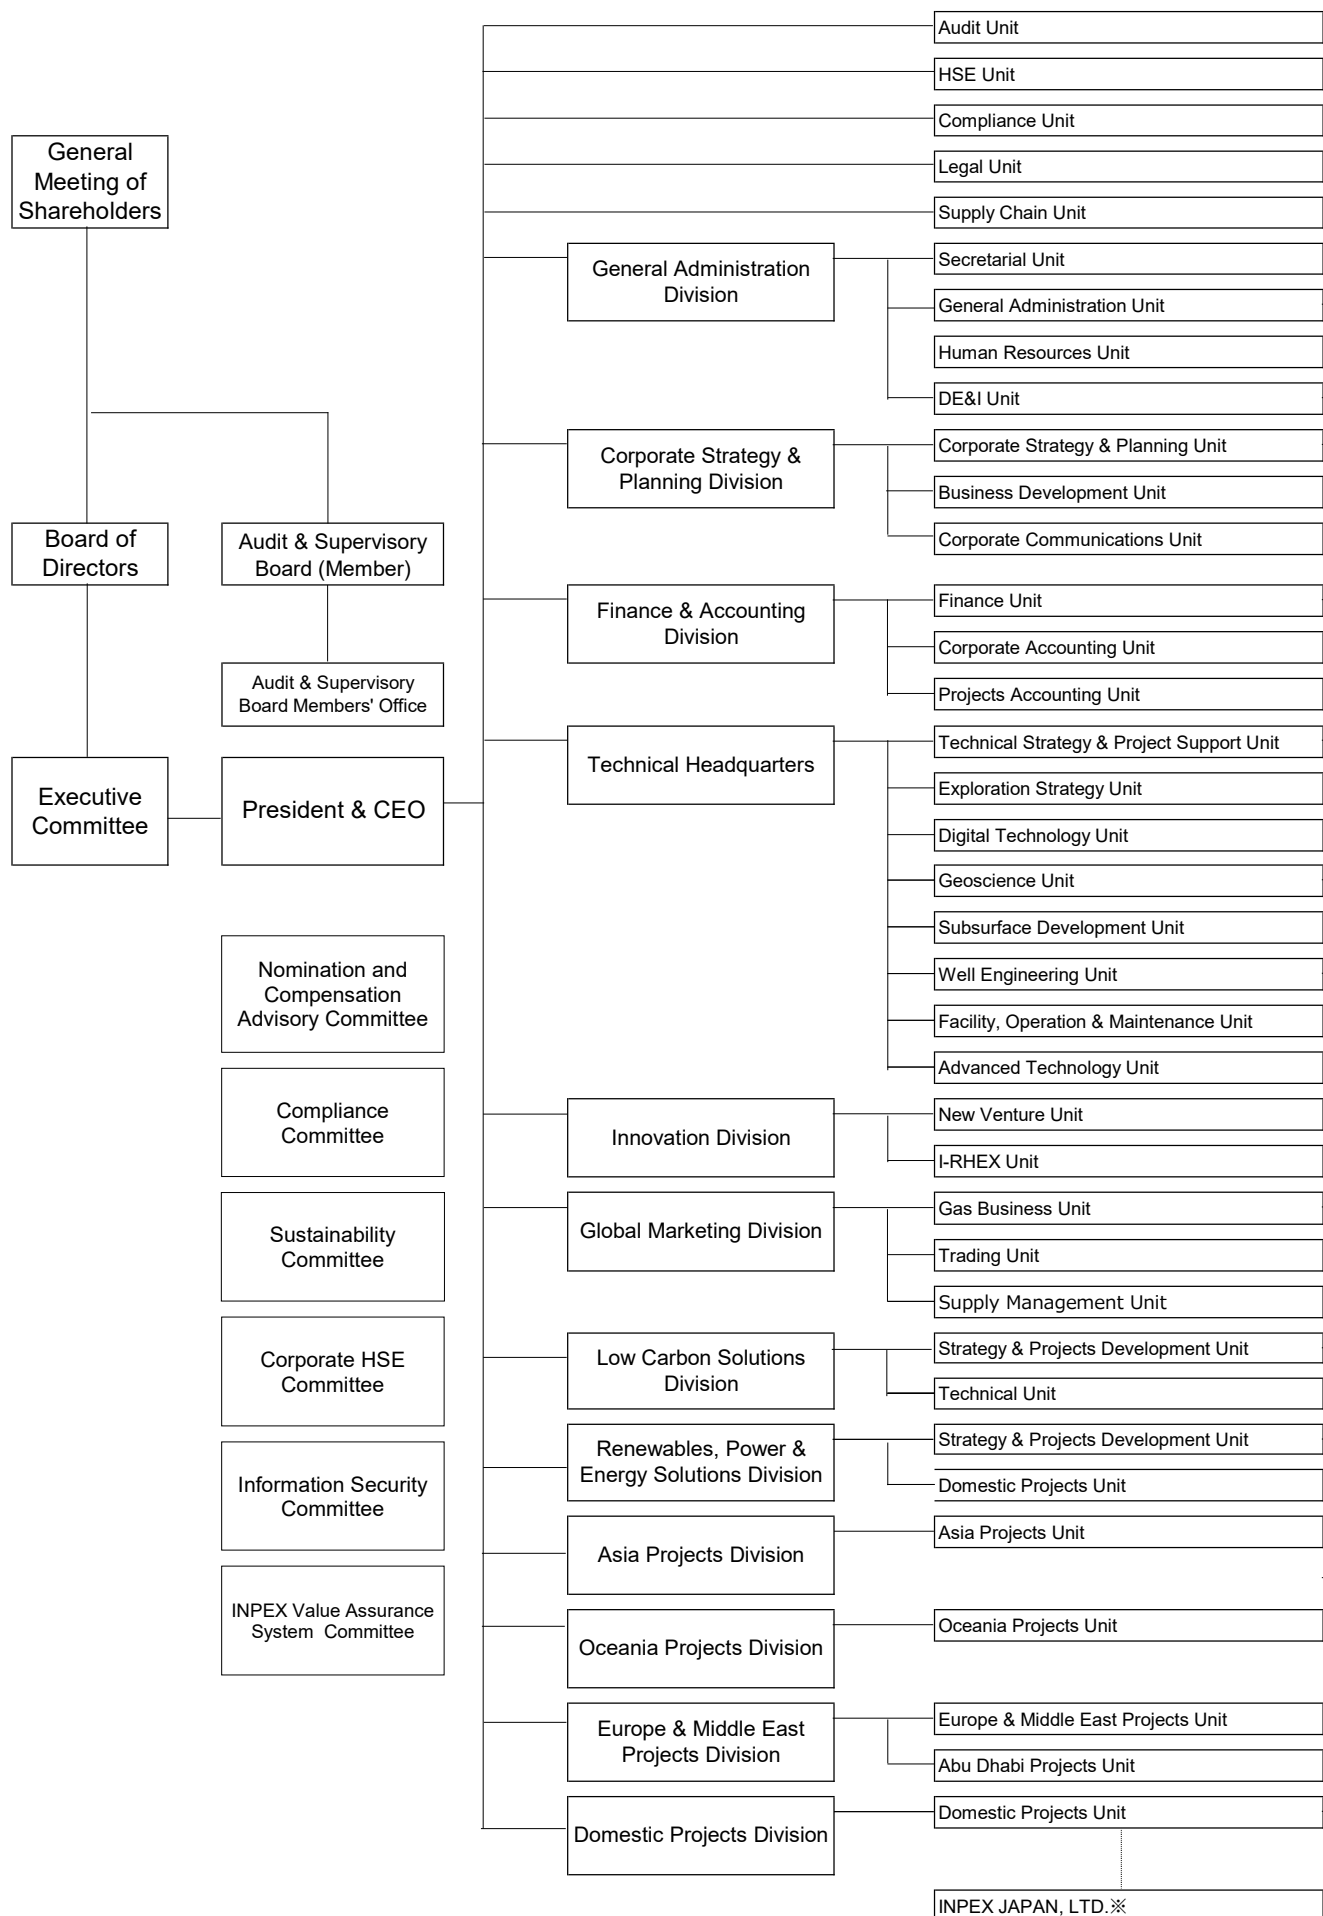 General
Meeting of
Shareholders
Board of
Directors
Audit & Supervisory
Board (Member)
Audit & Supervisory
Board Members' Office
Executive
Committee
President & CEO
Nomination and
Compensation
Advisory Committee
Compliance
Committee
Sustainability
Committee
Corporate HSE
Committee
Information Security
Committee
INPEX Value Assurance
System Committee
Audit Unit
HSE Unit
Compliance Unit
Legal Unit
Supply Chain Unit
General Administration
Division
Secretarial Unit
General Administration Unit
Human Resources Unit
DE&I Unit
Corporate Strategy &
Planning Division
Corporate Strategy & Planning Unit
Business Development Unit
Corporate Communications Unit
Finance & Accounting
Division
Finance Unit
Corporate Accounting Unit
Projects Accounting Unit
Technical Headquarters
Technical Strategy & Project Support Unit
Exploration Strategy Unit
Digital Technology Unit
Geoscience Unit
Subsurface Development Unit
Well Engineering Unit
Facility, Operation & Maintenance Unit
Advanced Technology Unit
Innovation Division
New Venture Unit
I-RHEX Unit
Global Marketing Division
Gas Business Unit
Trading Unit
Supply Management Unit
Low Carbon Solutions
Division
Strategy & Projects Development Unit
Technical Unit
Renewables, Power &
Energy Solutions Division
Strategy & Projects Development Unit
Domestic Projects Unit
Asia Projects Division
Asia Projects Unit
Oceania Projects Division
Oceania Projects Unit
Europe & Middle East
Projects Division
Europe & Middle East Projects Unit
Abu Dhabi Projects Unit
Domestic Projects Division
Domestic Projects Unit
INPEX JAPAN, LTD.※